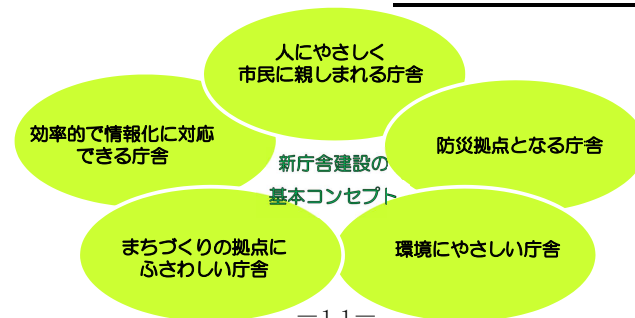 人にやさしく
市民に親しまれる庁舎
効率的で情報化に対応
できる庁舎
防災拠点となる庁舎
新庁舎建設の
基本コンセプト
まちづくりの拠点に
ふさわしい庁舎
環境にやさしい庁舎
―11―